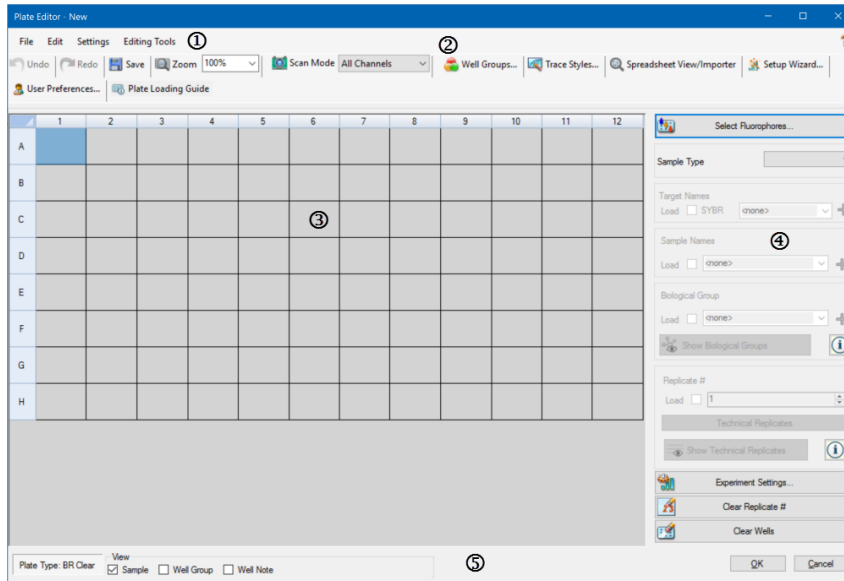 Plate Editor - New
File Edit Settings Editing Tools ①
②
Undo Redo Save Zoom 100% Scan Mode All Channels Well Groups... Trace Styles... Spreadsheet View/Importer Setup Wizard...
User Preferences... Plate Loading Guide
1 2 3 4 5 6 7 8 9 10 11 12
A
B
C ③
D
E
F
G
H
Select Fluorophores...
Sample Type
Target Names
Load SYBR <none>
Sample Names ④
Load <none>
Biological Group
Load <none>
Show Biological Groups
Replicate #
Load 1
Technical Replicates
Show Technical Replicates
Experiment Settings...
Clear Replicate #
Clear Wells
Plate Type: BR Clear
View
Sample Well Group Well Note ⑤
OK Cancel